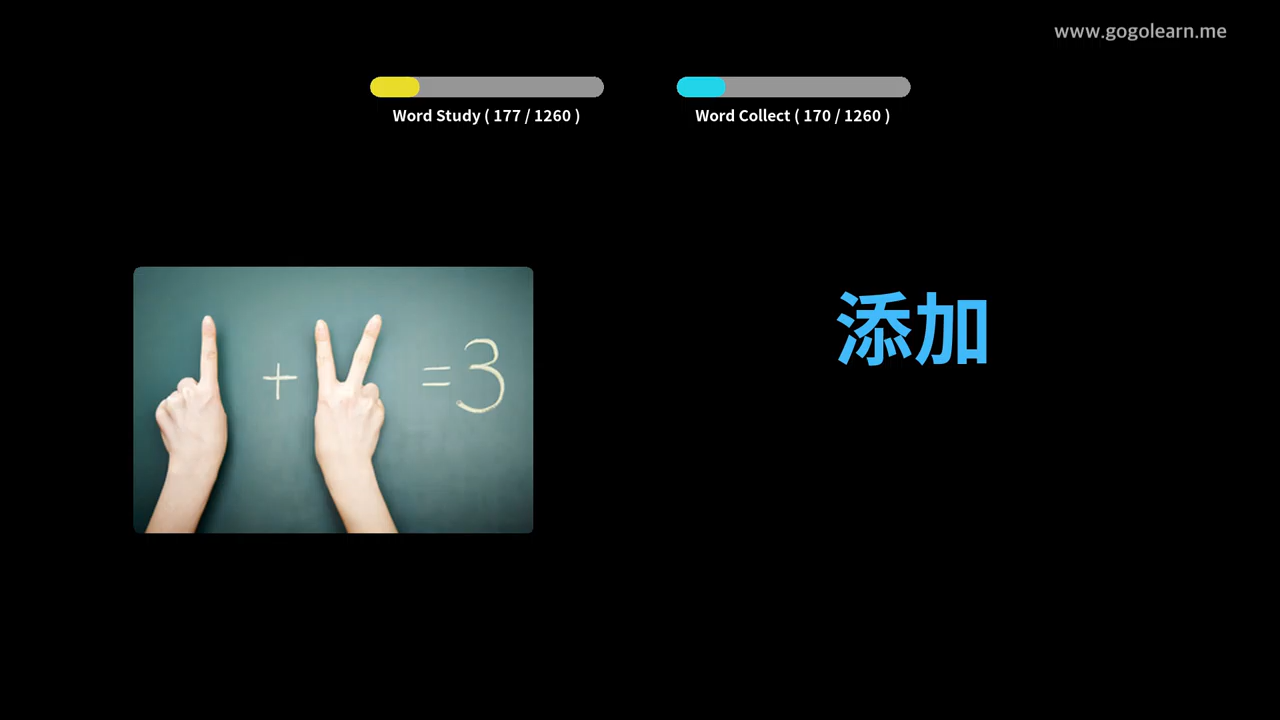 www.gogolearn.me
Word Study ( 177 / 1260 )
Word Collect ( 170 / 1260 )
添加
+ =3